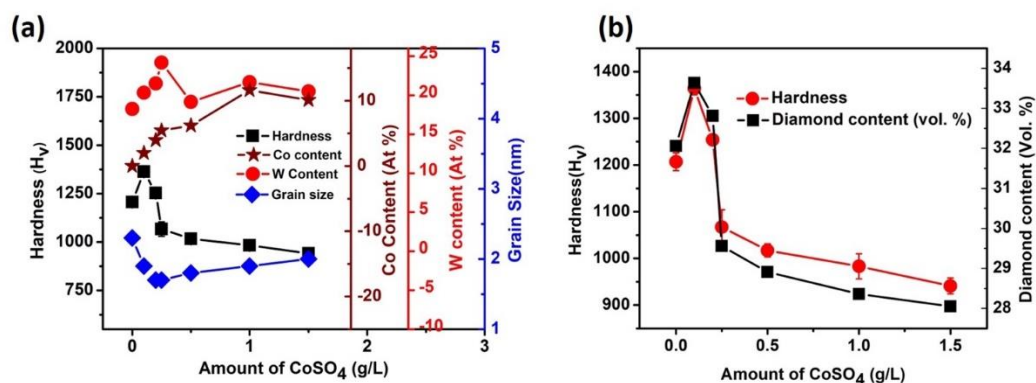 (a)
2000
1750
1500
1250
1000
750
Hardness (Hv)
0
1
2
3
Amount of CoSO4 (g/L)
Hardness
Co content
W Content
Grain size
10
0
-10
-20
Co Content (At %)
25
20
15
10
5
0
-5
-10
W content (At %)
5
4
3
2
1
Grain Size(nm)
(b)
1400
1300
1200
1100
1000
900
Hardness(Hv)
0.0
0.5
1.0
1.5
Amount of CoSO4 (g/L)
Hardness
Diamond content (vol. %)
34
33
32
31
30
29
28
Diamond content (vol. %)